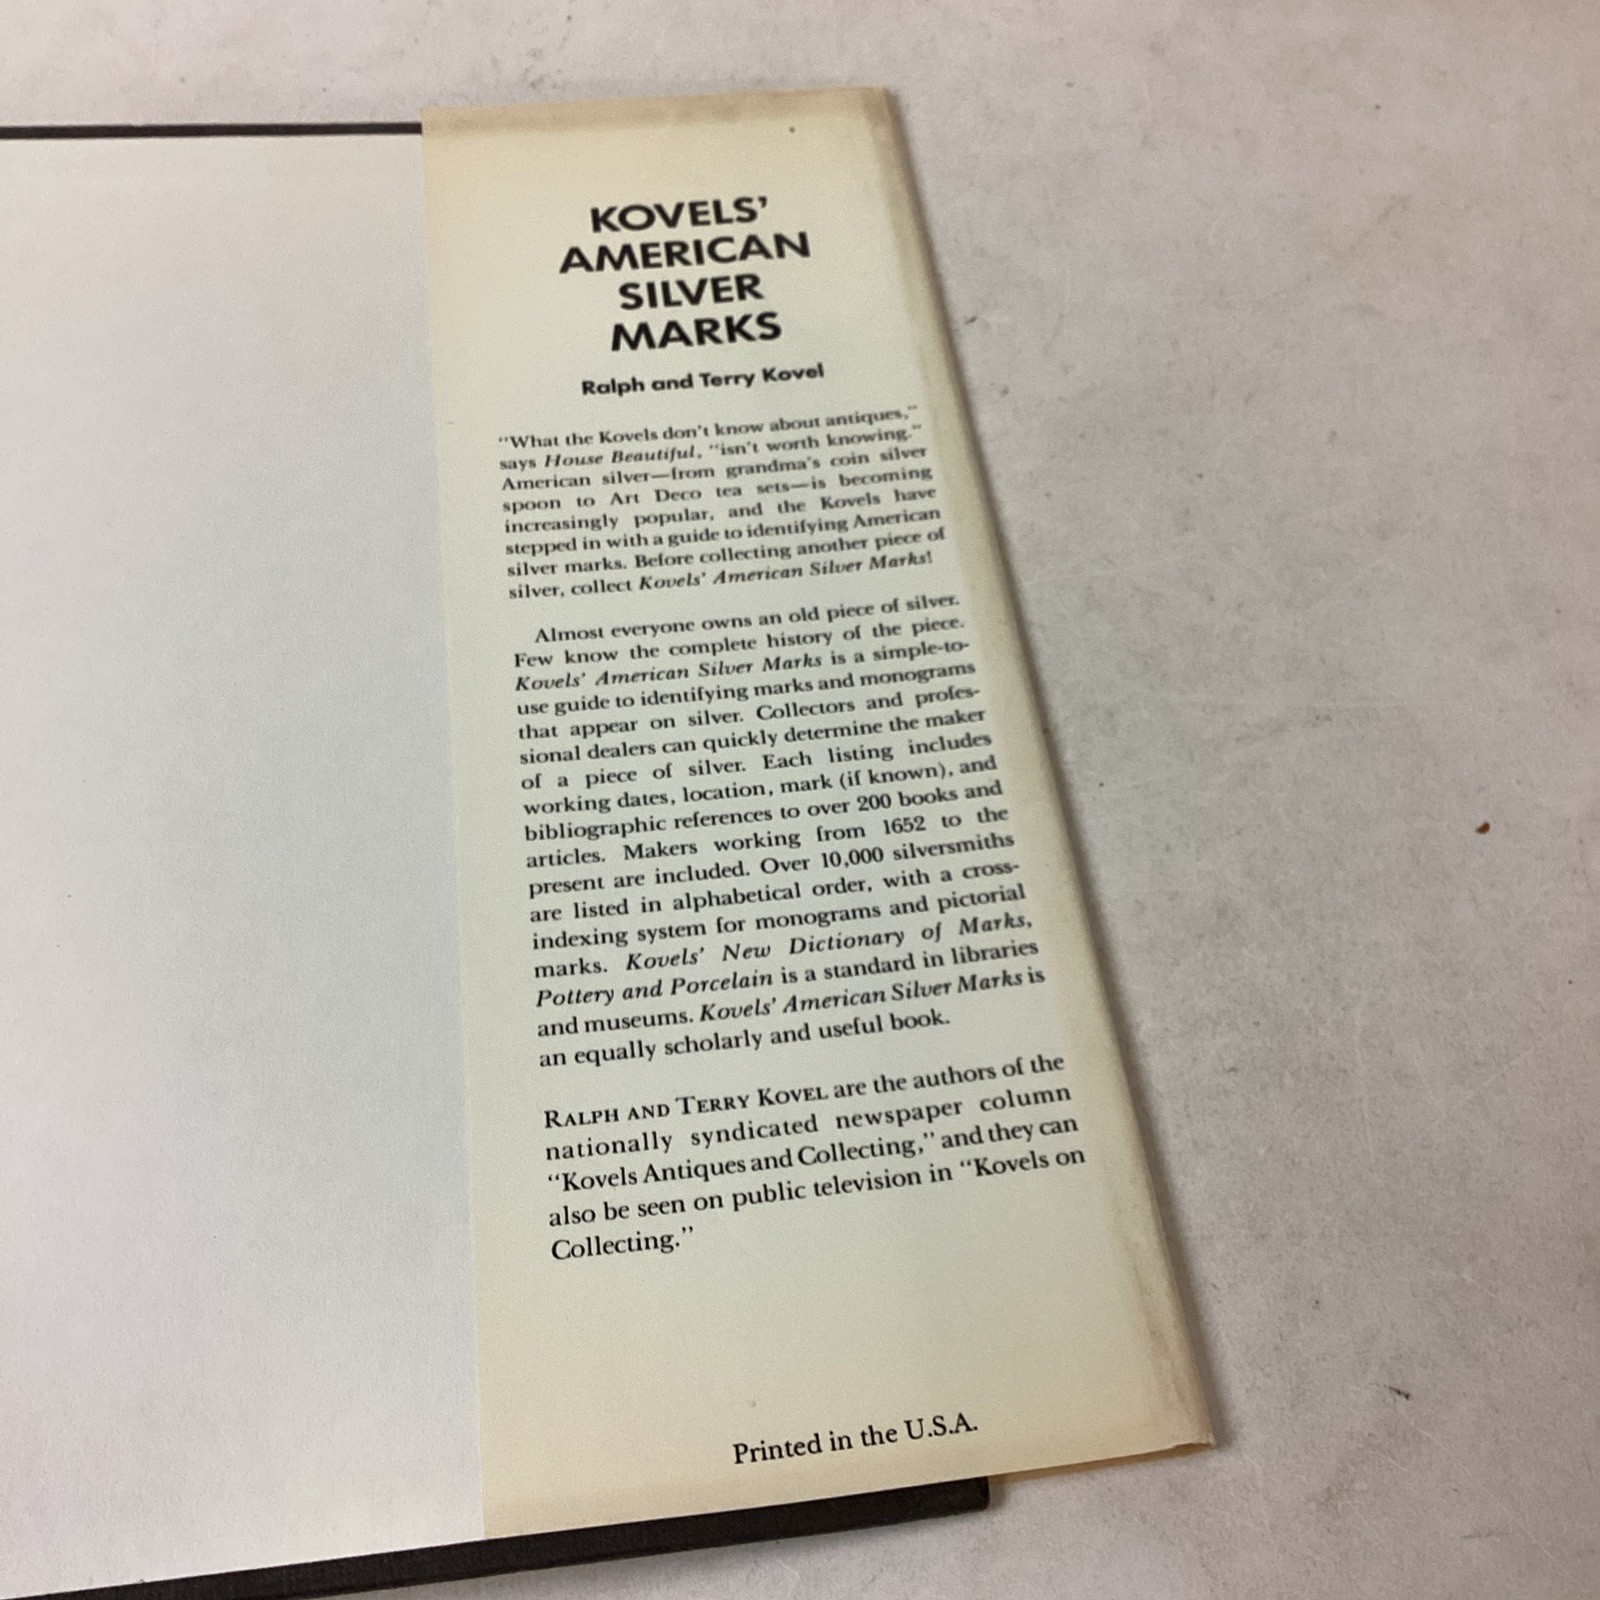 KOVELS'
AMERICAN
SILVER
MARKS
Ralph and Terry Kovel
"What the Kovels don't know about antiques,"
says House Beautiful, "isn't worth knowing."
American silver—from grandma's coin silver
spoon to Art Deco tea sets—is becoming
increasingly popular, and the Kovels have
stepped in with a guide to identifying American
silver marks. Before collecting another piece of
silver, collect Kovels' American Silver Marks!
Almost everyone owns an old piece of silver.
Few know the complete history of the piece.
Kovels' American Silver Marks is a simple-to-
use guide to identifying marks and monograms
that appear on silver. Collectors and profes-
sional dealers can quickly determine the maker
of a piece of silver. Each listing includes
working dates, location, mark (if known), and
bibliographic references to over 200 books and
articles. Makers working from 1652 to the
present are included. Over 10,000 silversmiths
are listed in alphabetical order, with a cross-
indexing system for monograms and pictorial
marks. Kovels' New Dictionary of Marks,
Pottery and Porcelain is a standard in libraries
and museums. Kovels' American Silver Marks is
an equally scholarly and useful book.
RALPH AND TERRY KOVEL are the authors of the
nationally syndicated newspaper column
"Kovels Antiques and Collecting," and they can
also be seen on public television in "Kovels on
Collecting."
Printed in the U.S.A.